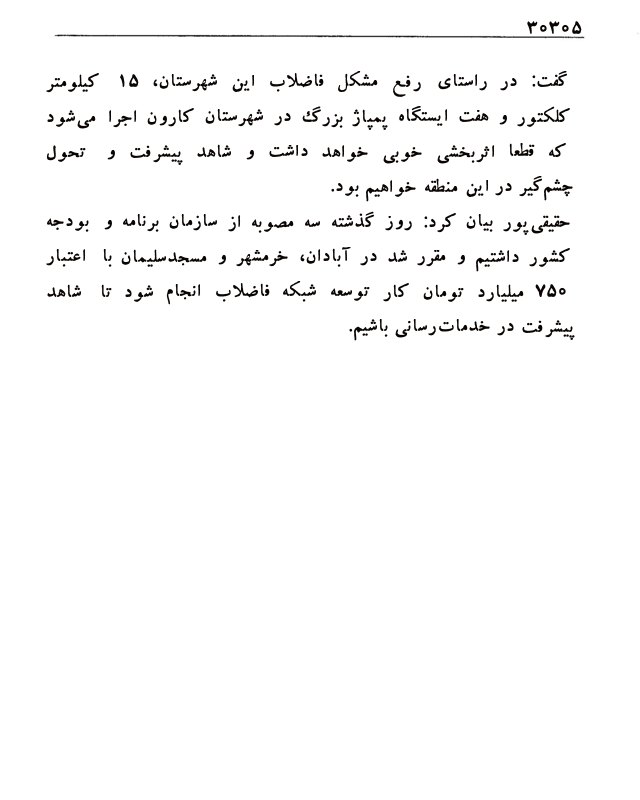 ۳۰۳۰۵
گفت: در راستای رفع مشکل فاضلاب این شهرستان، ۱۵ کیلومتر
کلکتور و هفت ایستگاه پمپاژ بزرگ در شهرستان کارون اجرا می‌شود
که قطعا اثربخشی خوبی خواهد داشت و شاهد پیشرفت و تحول
چشم‌گیر در این منطقه خواهیم بود.
حقیقی‌پور بیان کرد: روز گذشته سه مصوبه از سازمان برنامه و بودجه
کشور داشتیم و مقرر شد در آبادان، خرمشهر و مسجدسلیمان با اعتبار
۷۵۰ میلیارد تومان کار توسعه شبکه فاضلاب انجام شود تا شاهد
پیشرفت در خدمات‌رسانی باشیم.